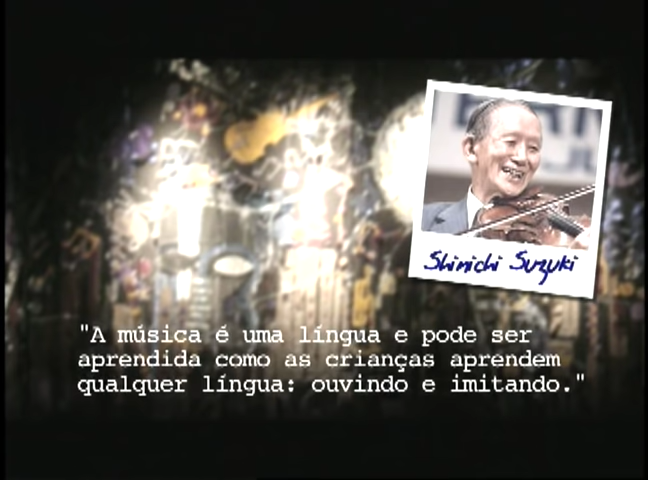 Shinichi Suzuki
"A música é uma língua e pode ser
aprendida como as crianças aprendem
qualquer língua: ouvindo e imitando."